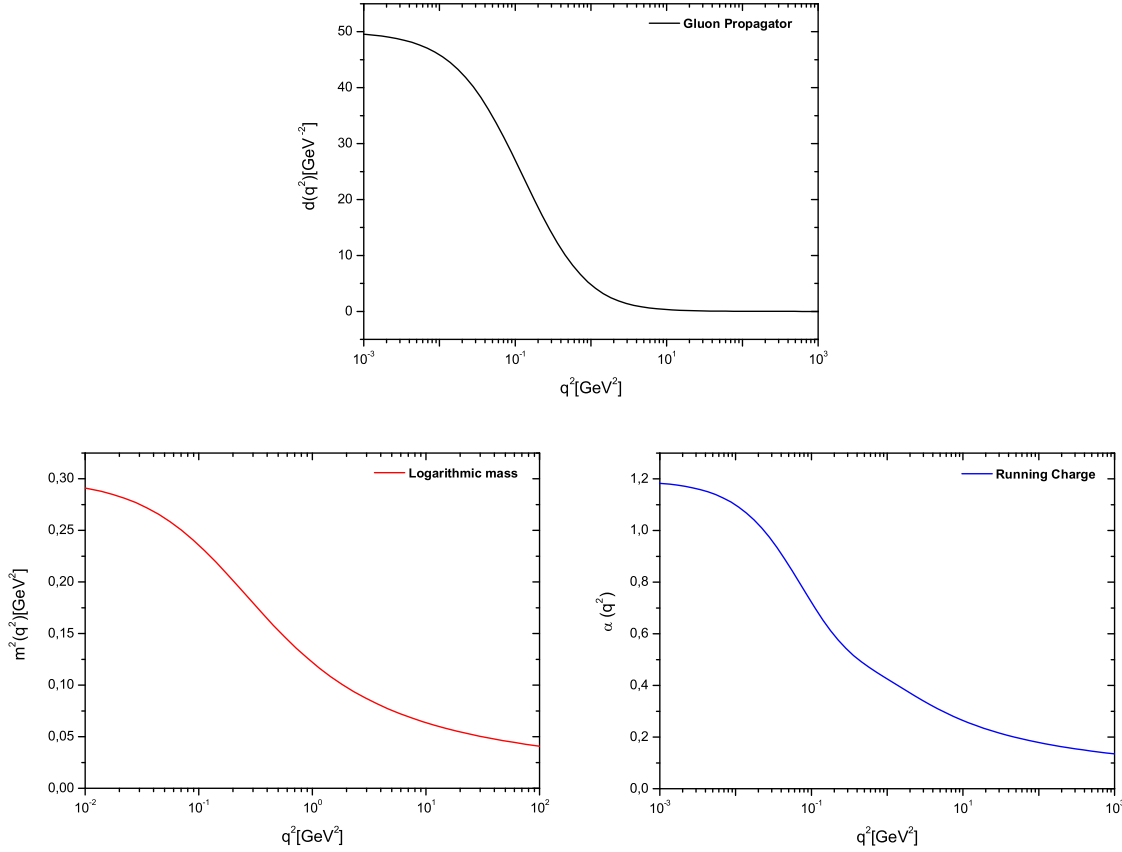 Gluon Propagator
50
40
30
20
10
0
d(q²)[GeV⁻²]
10⁻³ 10⁻¹ 10¹ 10³
q²[GeV²]
Logarithmic mass
0,30
0,25
0,20
0,15
0,10
0,05
0,00
m²(q²)[GeV²]
10⁻² 10⁻¹ 10⁰ 10¹ 10²
q²[GeV²]
Running Charge
1,2
1,0
0,8
0,6
0,4
0,2
0,0
α (q²)
10⁻³ 10⁻¹ 10¹ 10³
q²[GeV²]